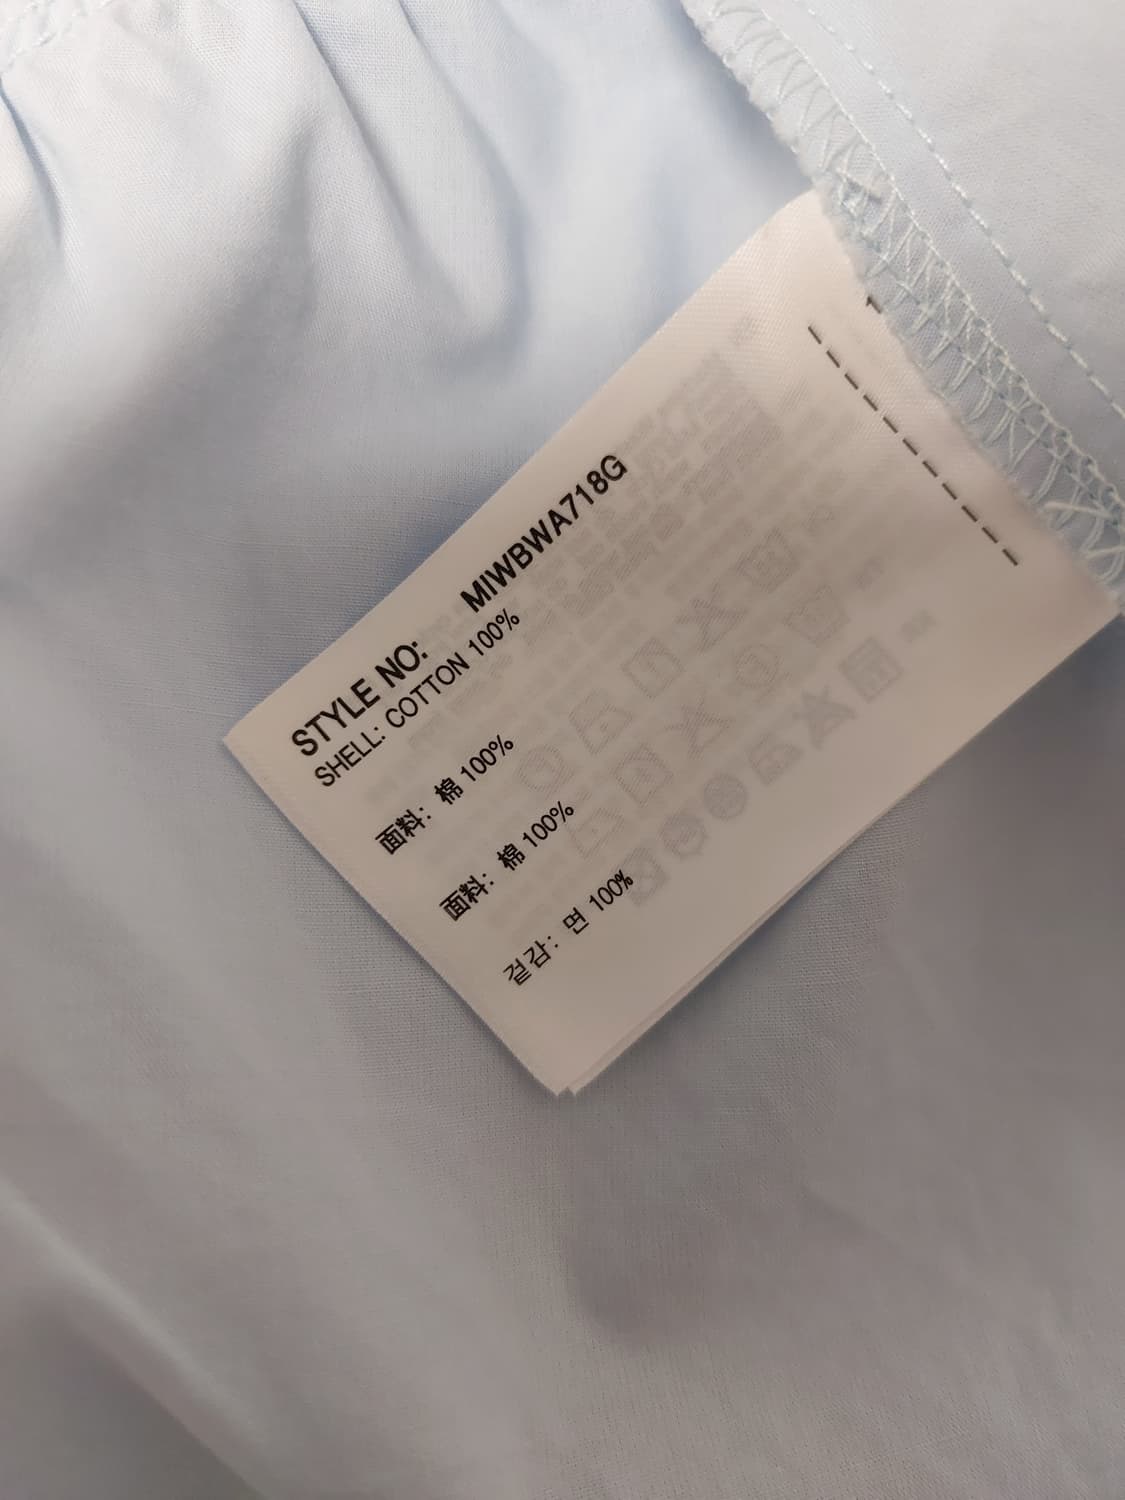 STYLE NO: MIWBWA718G
SHELL: COTTON 100%
面料: 棉 100%
面料: 棉 100%
겉감: 면 100%